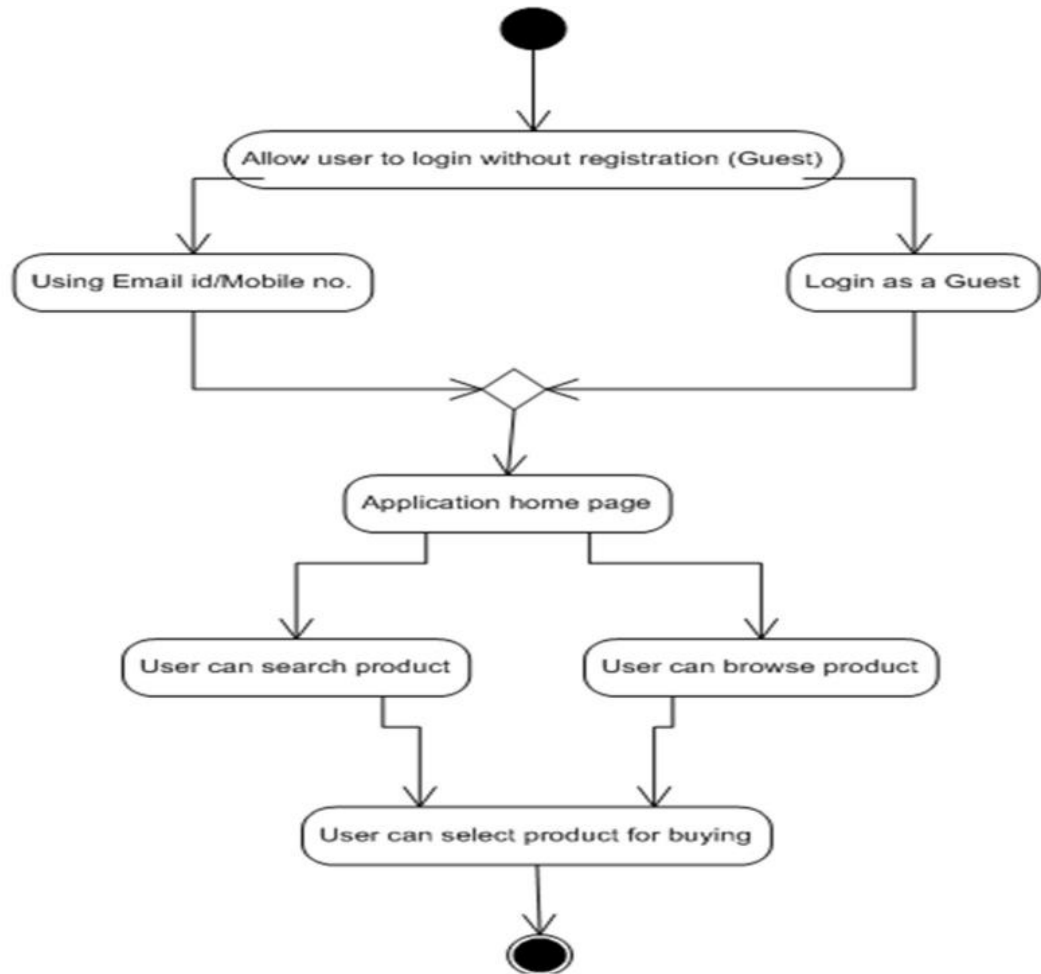 Allow user to login without registration (Guest)
Using Email id/Mobile no.
Login as a Guest
Application home page
User can search product
User can browse product
User can select product for buying